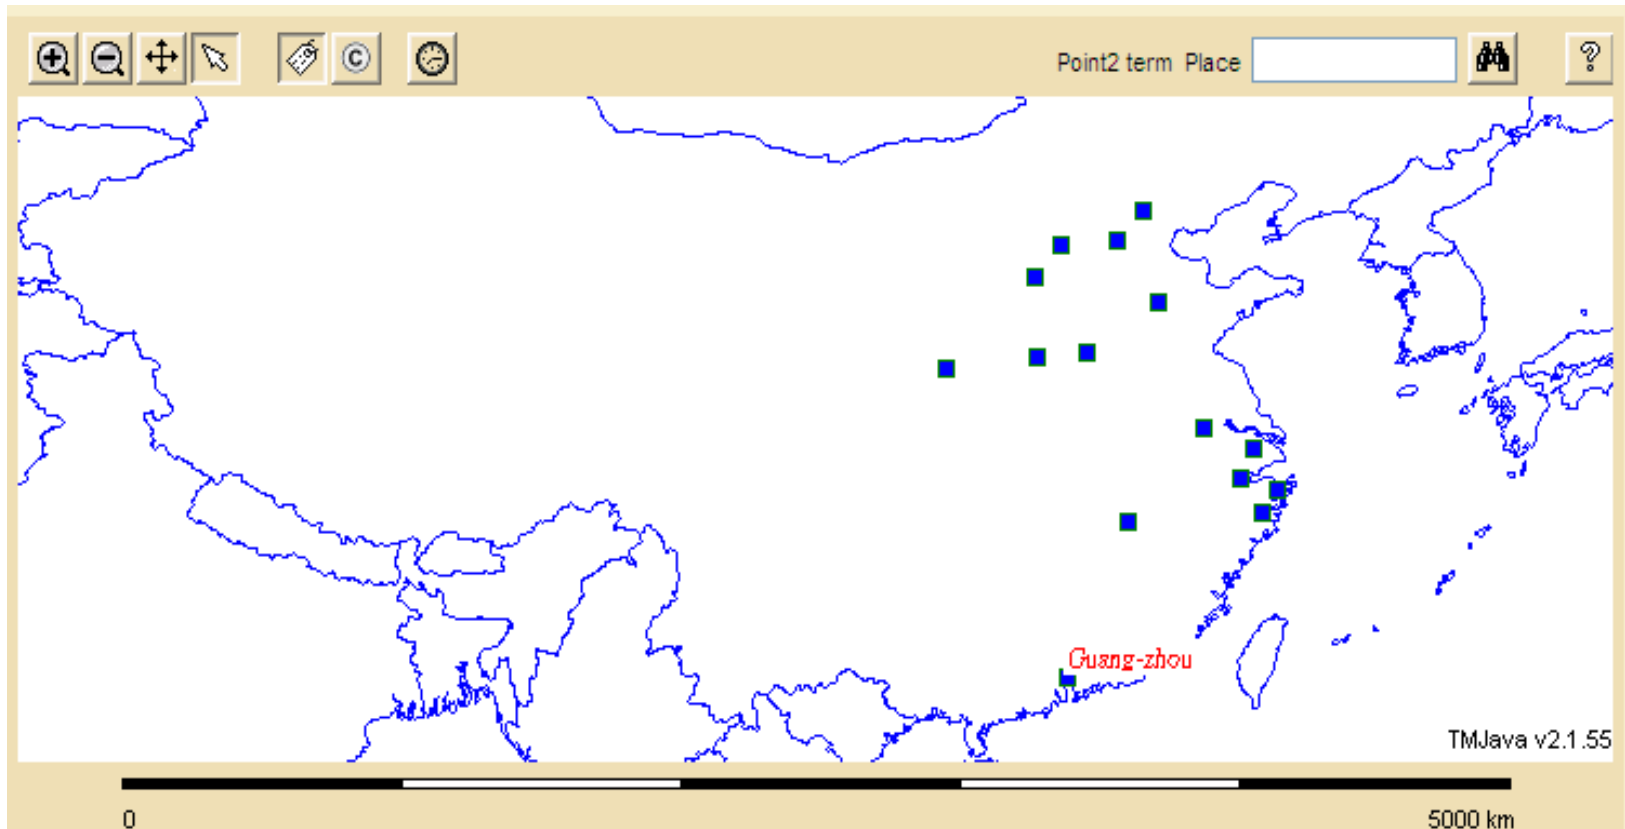 ©
Point2 term Place
?
Guang-zhou
TMJava v2.1.55
0 5000 km